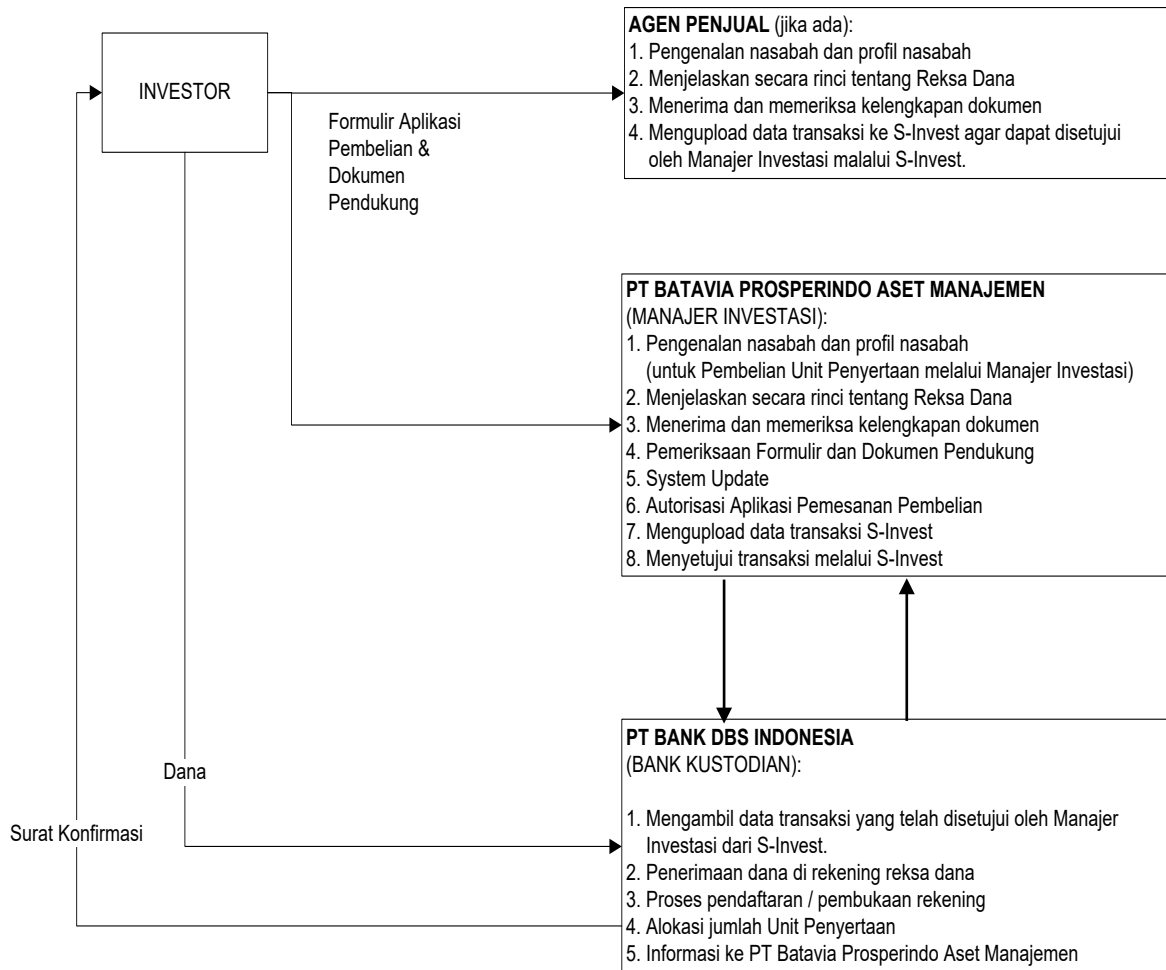 INVESTOR
Formulir Aplikasi
Pembelian &
Dokumen
Pendukung
AGEN PENJUAL (jika ada):
1. Pengenalan nasabah dan profil nasabah
2. Menjelaskan secara rinci tentang Reksa Dana
3. Menerima dan memeriksa kelengkapan dokumen
4. Mengupload data transaksi ke S-Invest agar dapat disetujui
oleh Manajer Investasi malalui S-Invest.
PT BATAVIA PROSPERINDO ASET MANAJEMEN
(MANAJER INVESTASI):
1. Pengenalan nasabah dan profil nasabah
(untuk Pembelian Unit Penyertaan melalui Manajer Investasi)
2. Menjelaskan secara rinci tentang Reksa Dana
3. Menerima dan memeriksa kelengkapan dokumen
4. Pemeriksaan Formulir dan Dokumen Pendukung
5. System Update
6. Autorisasi Aplikasi Pemesanan Pembelian
7. Mengupload data transaksi S-Invest
8. Menyetujui transaksi melalui S-Invest
Dana
Surat Konfirmasi
PT BANK DBS INDONESIA
(BANK KUSTODIAN):
1. Mengambil data transaksi yang telah disetujui oleh Manajer
Investasi dari S-Invest.
2. Penerimaan dana di rekening reksa dana
3. Proses pendaftaran / pembukaan rekening
4. Alokasi jumlah Unit Penyertaan
5. Informasi ke PT Batavia Prosperindo Aset Manajemen